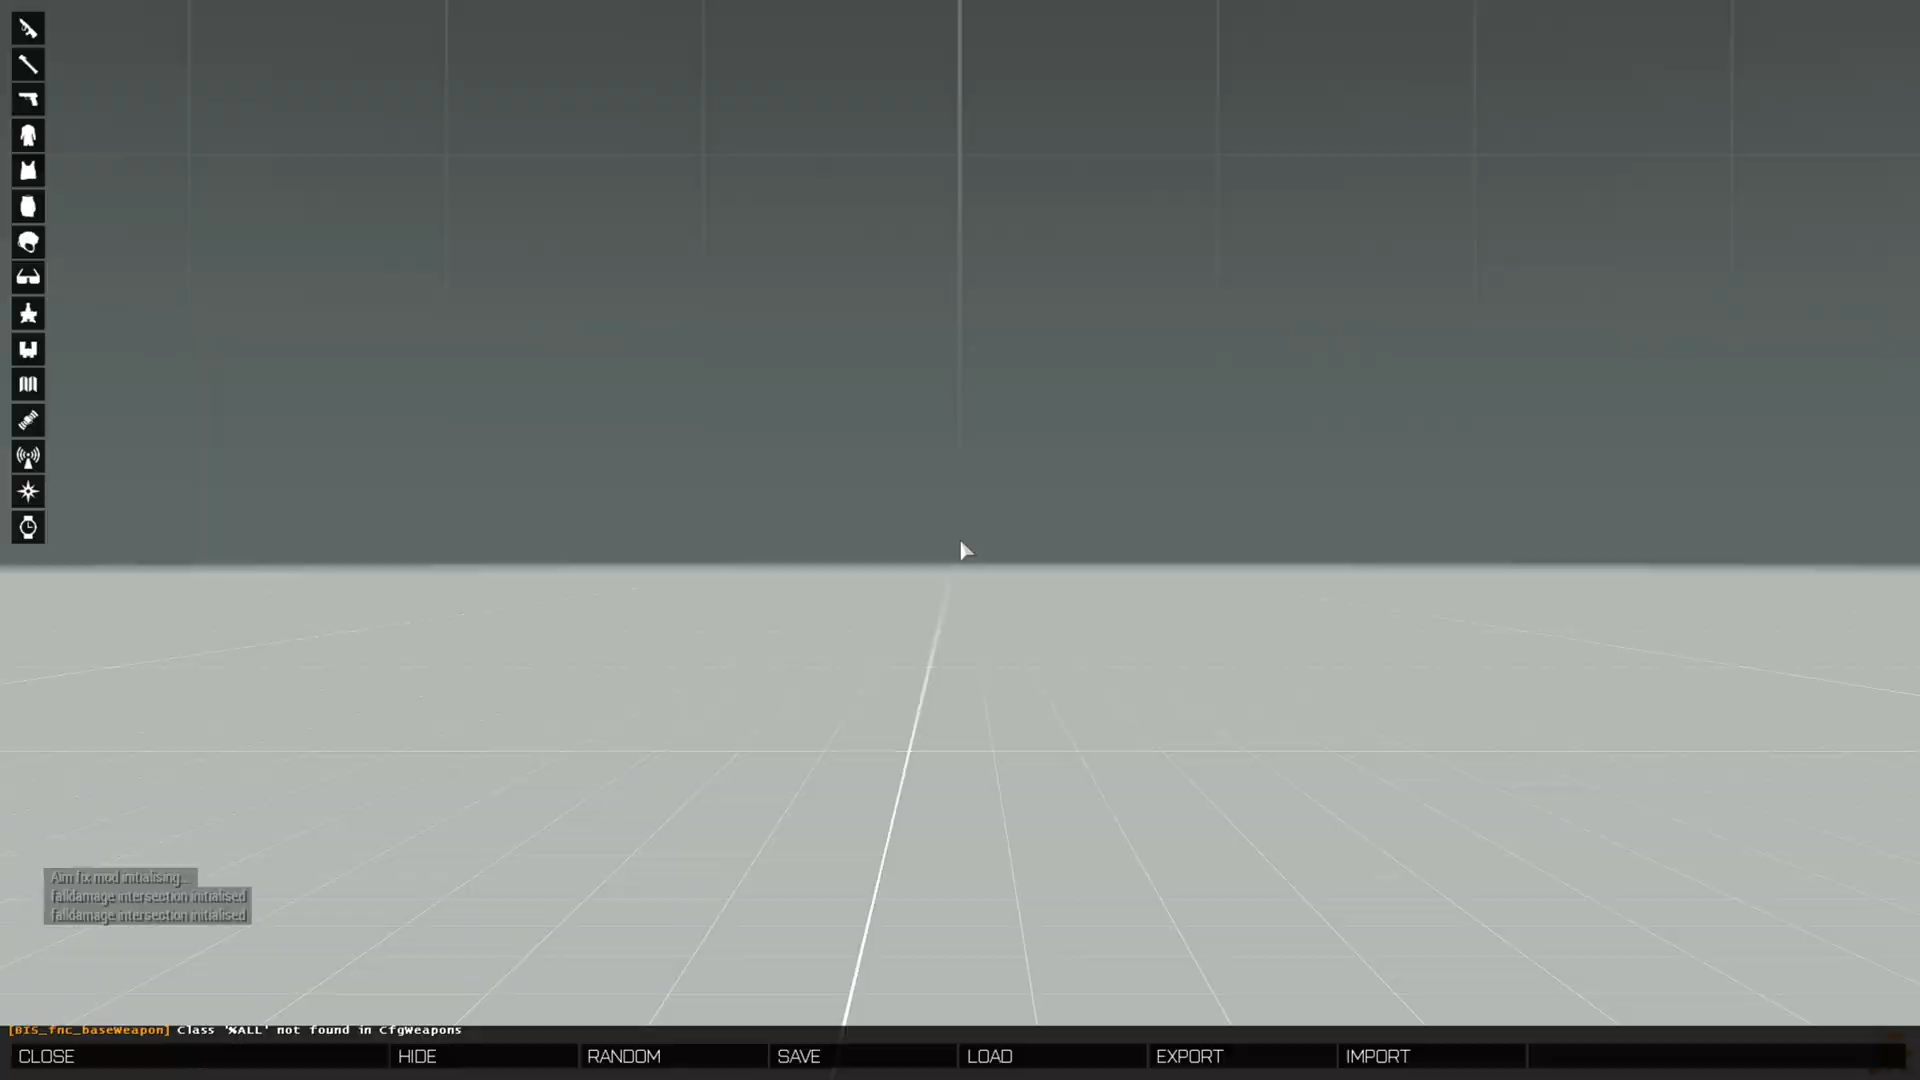 Aim fix mod initialising...
falldamage intersection initialised
falldamage intersection initialised
[BIS_fnc_baseWeapon] Class '%ALL' not found in CfgWeapons
CLOSE HIDE RANDOM SAVE LOAD EXPORT IMPORT